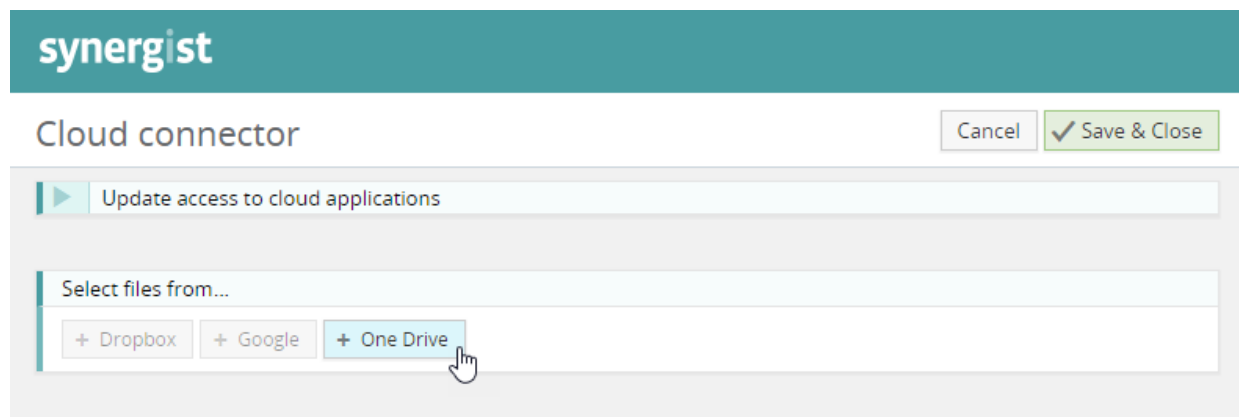 synergist
Cloud connector
Cancel
Save & Close
Update access to cloud applications
Select files from...
+ Dropbox
+ Google
+ One Drive